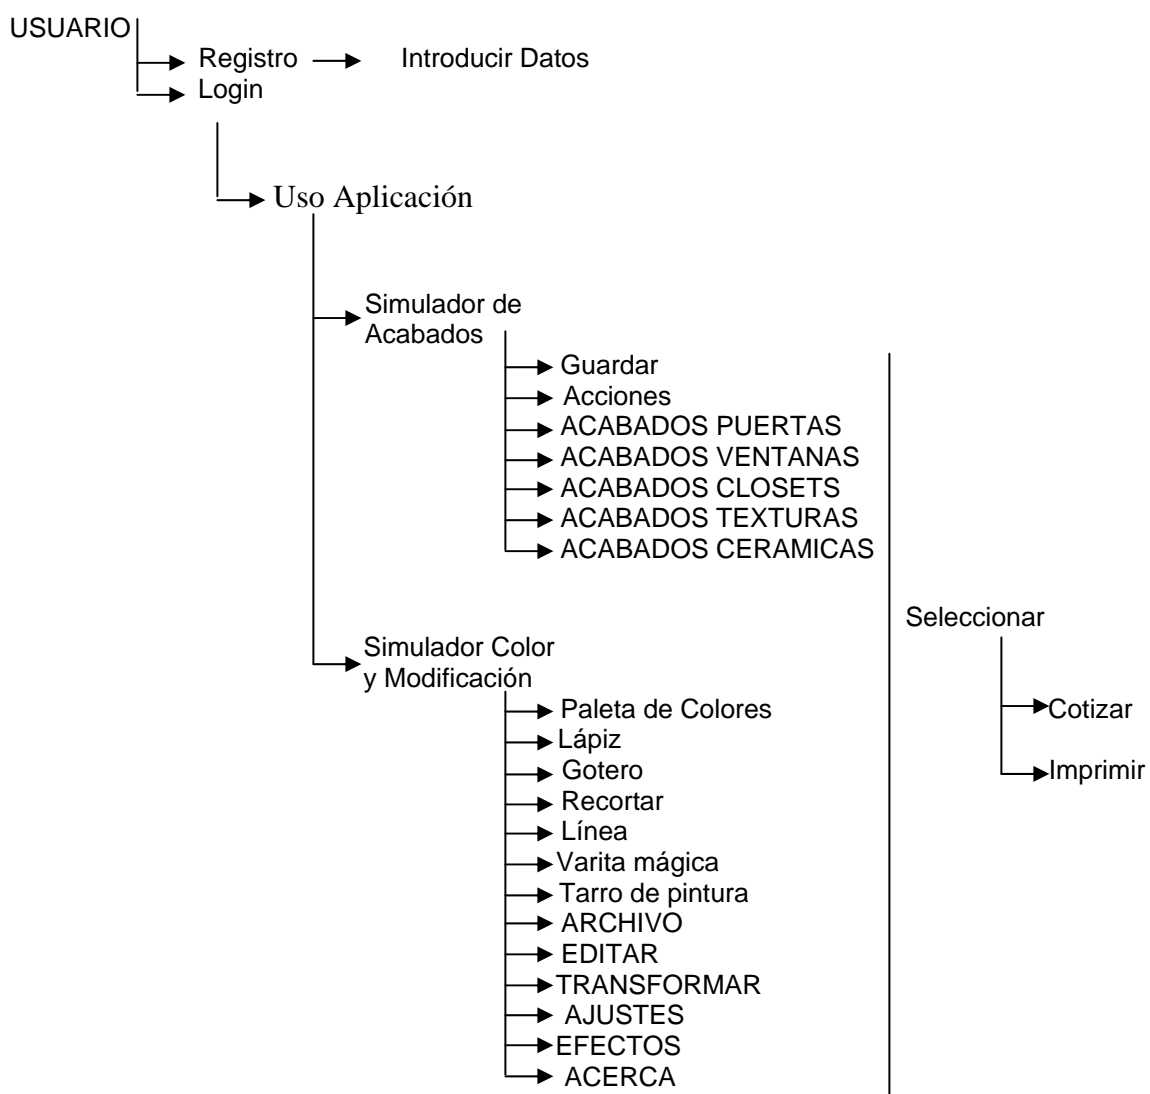 USUARIO
Registro
Introducir Datos
Login
Uso Aplicación
Simulador de
Acabados
Guardar
Acciones
ACABADOS PUERTAS
ACABADOS VENTANAS
ACABADOS CLOSETS
ACABADOS TEXTURAS
ACABADOS CERAMICAS
Seleccionar
Cotizar
Imprimir
Simulador Color
y Modificación
Paleta de Colores
Lápiz
Gotero
Recortar
Línea
Varita mágica
Tarro de pintura
ARCHIVO
EDITAR
TRANSFORMAR
AJUSTES
EFECTOS
ACERCA